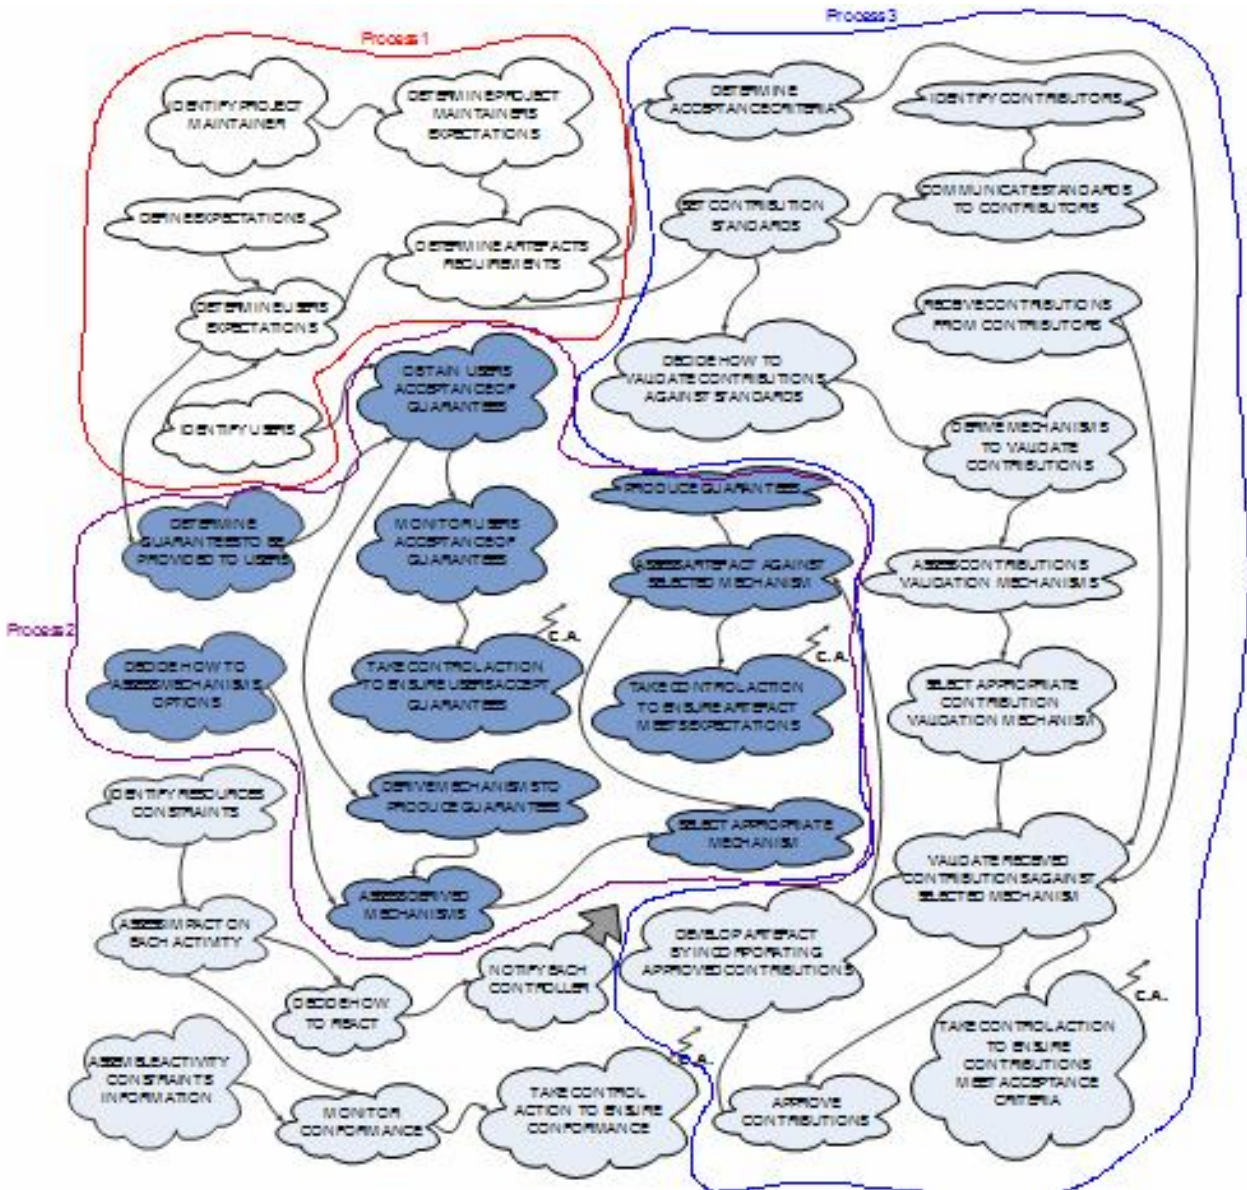 Process 1
Process 3
IDENTIFY PROJECT
MAINTAINER
DETERMINE PROJECT
MAINTAINERS
EXPECTATIONS
DEFINE EXPECTATIONS
DETERMINE ARTEFACTS
REQUIREMENTS
DETERMINE USERS
EXPECTATIONS
IDENTIFY USERS
DETERMINE
ACCEPTANCE CRITERIA
IDENTIFY CONTRIBUTORS
SET CONTRIBUTION
STANDARDS
COMMUNICATE STANDARDS
TO CONTRIBUTORS
RECEIVE CONTRIBUTIONS
FROM CONTRIBUTORS
DECIDE HOW TO
VALIDATE CONTRIBUTIONS
AGAINST STANDARDS
DERIVE MECHANISMS
TO VALIDATE
CONTRIBUTIONS
ASSESS CONTRIBUTIONS
VALIDATION MECHANISMS
SELECT APPROPRIATE
CONTRIBUTION
VALIDATION MECHANISM
VALIDATE RECEIVED
CONTRIBUTIONS AGAINST
SELECTED MECHANISM
TAKE CONTROL ACTION
TO ENSURE
CONTRIBUTIONS
MEET ACCEPTANCE
CRITERIA
C.A.
APPROVE
CONTRIBUTIONS
DEVELOP ARTEFACT
BY INCORPORATING
APPROVED CONTRIBUTIONS
Process 2
OBTAIN USERS
ACCEPTANCE OF
GUARANTEES
DETERMINE
GUARANTEES TO BE
PROVIDED TO USERS
MONITOR USERS
ACCEPTANCE OF
GUARANTEES
PRODUCE GUARANTEES
ASSESS ARTEFACT AGAINST
SELECTED MECHANISM
C.A.
C.A.
DECIDE HOW TO
ASSESS MECHANISMS
OPTIONS
TAKE CONTROL ACTION
TO ENSURE USERS ACCEPT
GUARANTEES
TAKE CONTROL ACTION
TO ENSURE ARTEFACT
MEETS EXPECTATIONS
DERIVE MECHANISMS TO
PRODUCE GUARANTEES
SELECT APPROPRIATE
MECHANISM
ASSESS DERIVED
MECHANISMS
IDENTIFY RESOURCES
CONSTRAINTS
ASSESS IMPACT ON
EACH ACTIVITY
DECIDE HOW
TO REACT
NOTIFY EACH
CONTROLLER
ASSEMBLE ACTIVITY
CONSTRAINTS
INFORMATION
MONITOR
CONFORMANCE
TAKE CONTROL
ACTION TO ENSURE
CONFORMANCE
C.A.